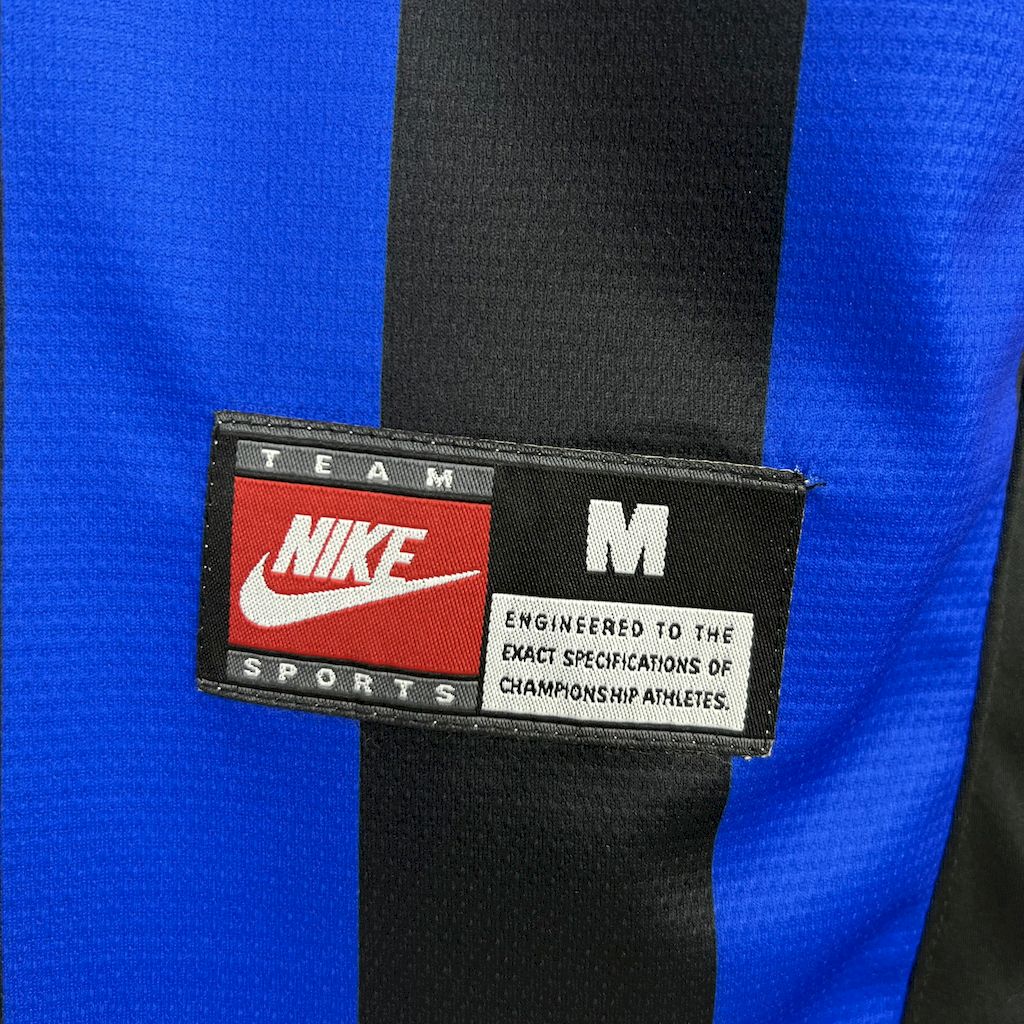 TEAM
NIKE
SPORTS
M
ENGINEERED TO THE
EXACT SPECIFICATIONS OF
CHAMPIONSHIP ATHLETES.